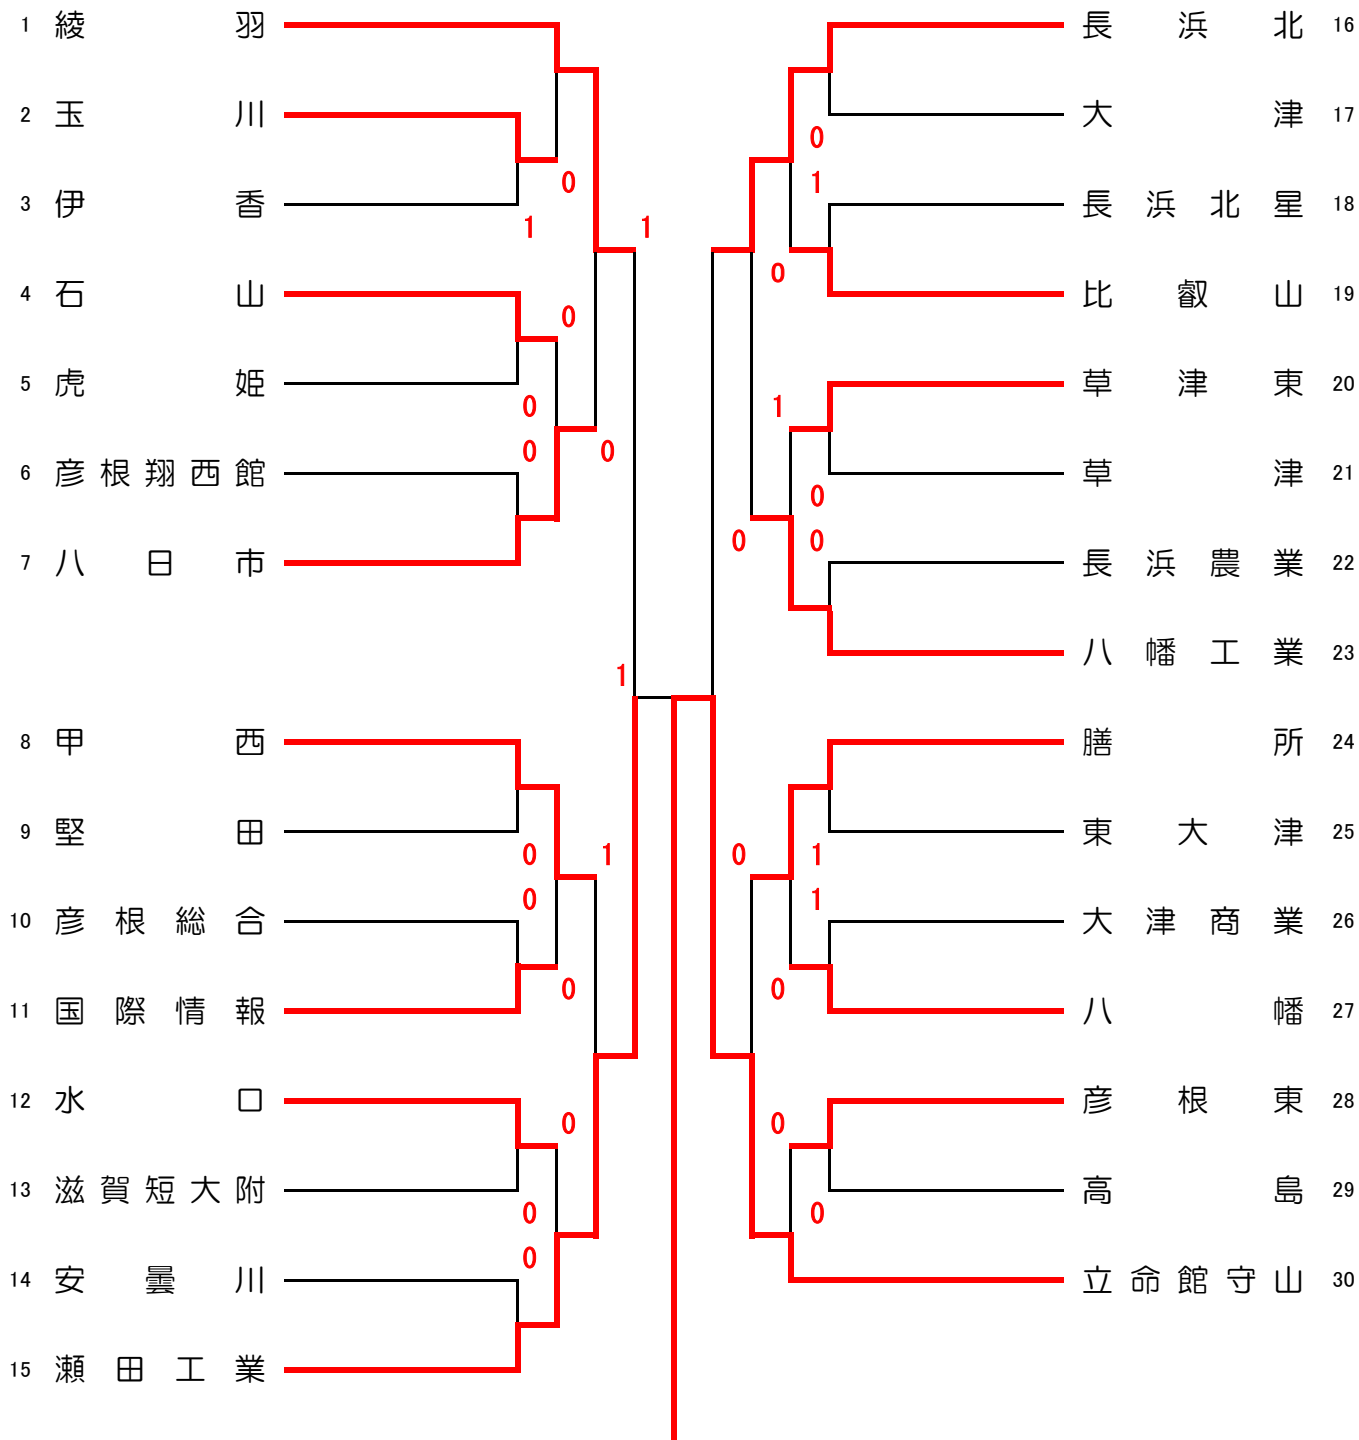 1 綾羽
2 玉川
0
3 伊香
1
1
4 石山
0
5 虎姫
0
6 彦根翔西館
0
0
7 八日市
1
8 甲西
9 堅田
0
1
10 彦根総合
0
11 国際情報
0
12 水口
0
13 滋賀短大附
0
14 安曇川
0
15 瀬田工業
長浜北 16
大津 17
0
1
長浜北星 18
0
比叡山 19
草津東 20
1
草津 21
0
0
0
長浜農業 22
八幡工業 23
膳所 24
東大津 25
0
1
1
大津商業 26
0
八幡 27
彦根東 28
0
高島 29
0
立命館守山 30